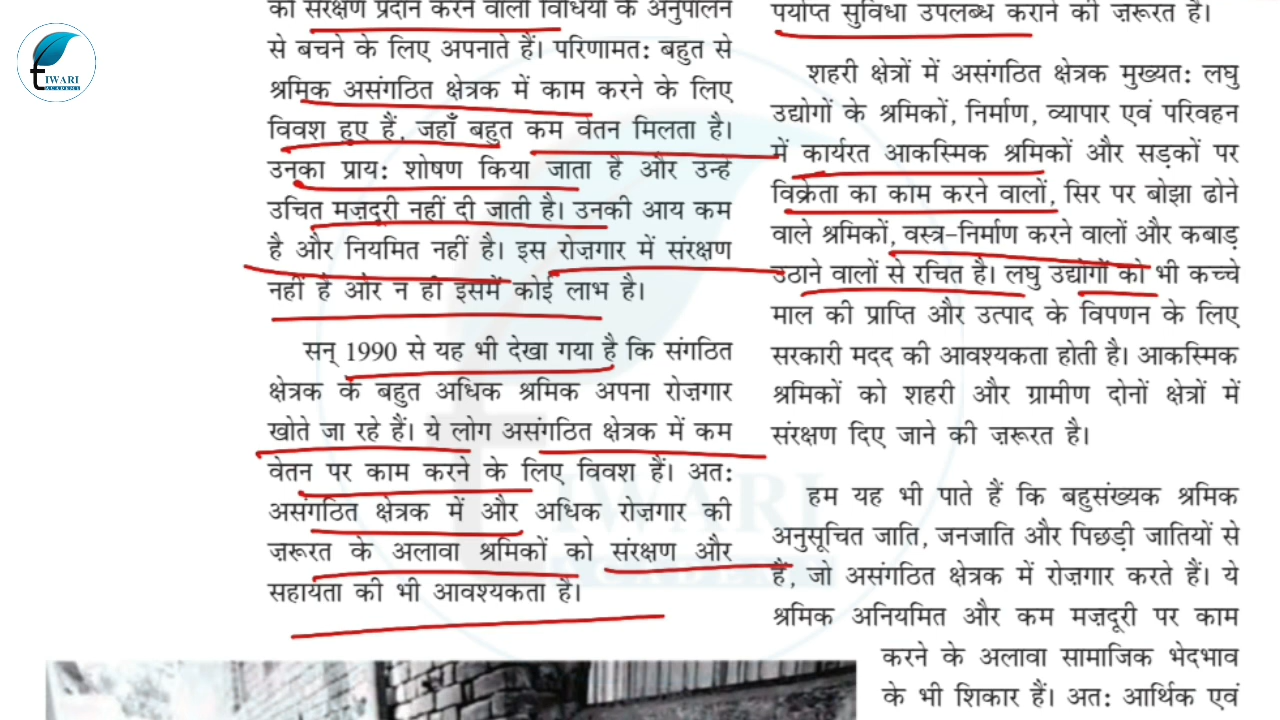 IWARI
ACADEMY
को संरक्षण प्रदान करने वाली विधियों के अनुपालन
से बचने के लिए अपनाते हैं। परिणामत: बहुत से
श्रमिक असंगठित क्षेत्रक में काम करने के लिए
विवश हुए हैं, जहाँ बहुत कम वेतन मिलता है।
उनका प्राय: शोषण किया जाता है और उन्हें
उचित मज़दूरी नहीं दी जाती है। उनकी आय कम
है और नियमित नहीं है। इस रोज़गार में संरक्षण
नहीं है और न ही इसमें कोई लाभ है।
सन् 1990 से यह भी देखा गया है कि संगठित
क्षेत्रक के बहुत अधिक श्रमिक अपना रोज़गार
खोते जा रहे हैं। ये लोग असंगठित क्षेत्रक में कम
वेतन पर काम करने के लिए विवश हैं। अत:
असंगठित क्षेत्रक में और अधिक रोज़गार की
ज़रूरत के अलावा श्रमिकों को संरक्षण और
सहायता की भी आवश्यकता है।
पर्याप्त सुविधा उपलब्ध कराने की ज़रूरत है।
शहरी क्षेत्रों में असंगठित क्षेत्रक मुख्यत: लघु
उद्योगों के श्रमिकों, निर्माण, व्यापार एवं परिवहन
में कार्यरत आकस्मिक श्रमिकों और सड़कों पर
विक्रेता का काम करने वालों, सिर पर बोझा ढोने
वाले श्रमिकों, वस्त्र-निर्माण करने वालों और कबाड़
उठाने वालों से रचित है। लघु उद्योगों को भी कच्चे
माल की प्राप्ति और उत्पाद के विपणन के लिए
सरकारी मदद की आवश्यकता होती है। आकस्मिक
श्रमिकों को शहरी और ग्रामीण दोनों क्षेत्रों में
संरक्षण दिए जाने की ज़रूरत है।
हम यह भी पाते हैं कि बहुसंख्यक श्रमिक
अनुसूचित जाति, जनजाति और पिछड़ी जातियों से
हैं, जो असंगठित क्षेत्रक में रोज़गार करते हैं। ये
श्रमिक अनियमित और कम मज़दूरी पर काम
करने के अलावा सामाजिक भेदभाव
के भी शिकार हैं। अत: आर्थिक एवं